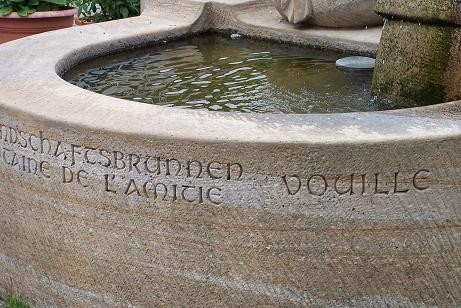 NDSCHAFTSBRUNNEN VOUILLE
TAINE DE L'AMITIE